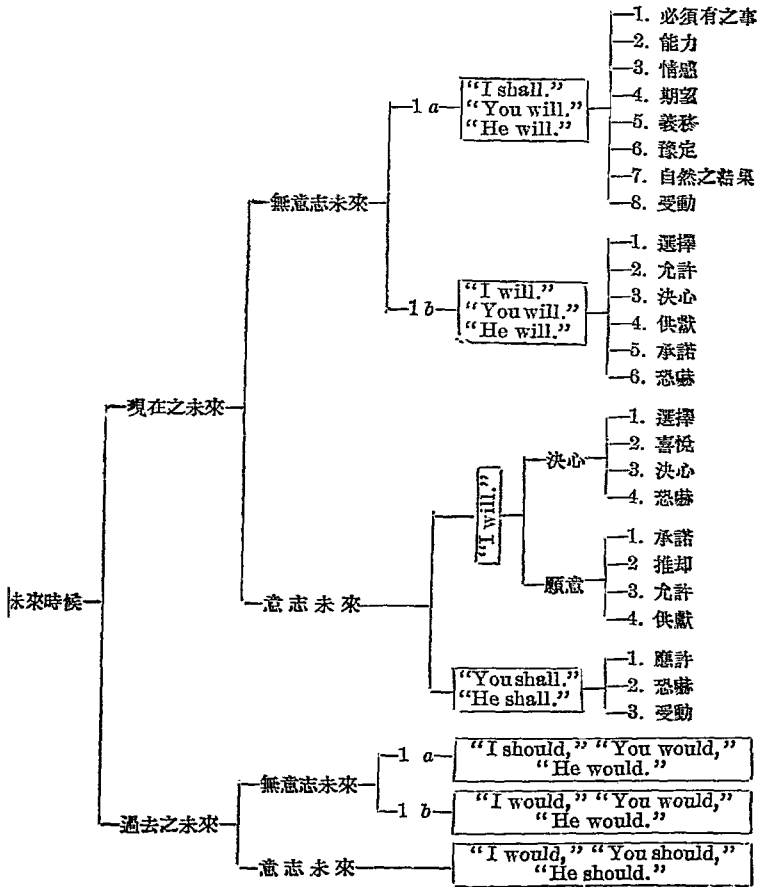 1. 必須有之事
2. 能力
3. 情感
1 a
“I shall.”
“You will.”
“He will.”
4. 期望
5. 義務
6. 豫定
7. 自然之結果
8. 受動
無意志未來
1. 選擇
2. 允許
1 b
“I will.”
“You will.”
“He will.”
3. 決心
4. 供獻
5. 承諾
6. 恐嚇
現在之未來
1. 選擇
2. 喜悅
決心
3. 決心
4. 恐嚇
“I will.”
1. 承諾
2 推却
願意
3. 允許
4. 供獻
未來時候
意志未來
1. 應許
“You shall.”
“He shall.”
2. 恐嚇
3. 受動
1 a
“I should,” “You would,”
“He would.”
無意志未來
1 b
“I would,” “You would,”
“He would.”
過去之未來
意志未來
“I would,” “You should,”
“He should.”